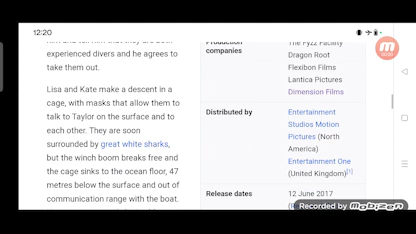 12:20
experienced divers and he agrees to
take them out.
Lisa and Kate make a descent in a
cage, with masks that allow them to
talk to Taylor on the surface and to
each other. They are soon
surrounded by great white sharks,
but the winch boom breaks free and
the cage sinks to the ocean floor, 47
metres below the surface and out of
communication range with the boat.
Production
companies
The Fyzz Facility
Dragon Root
Flexibon Films
Lantica Pictures
Dimension Films
Distributed by
Entertainment
Studios Motion
Pictures (North
America)
Entertainment One
(United Kingdom)[1]
Release dates
12 June 2017
Recorded by
MobiZen